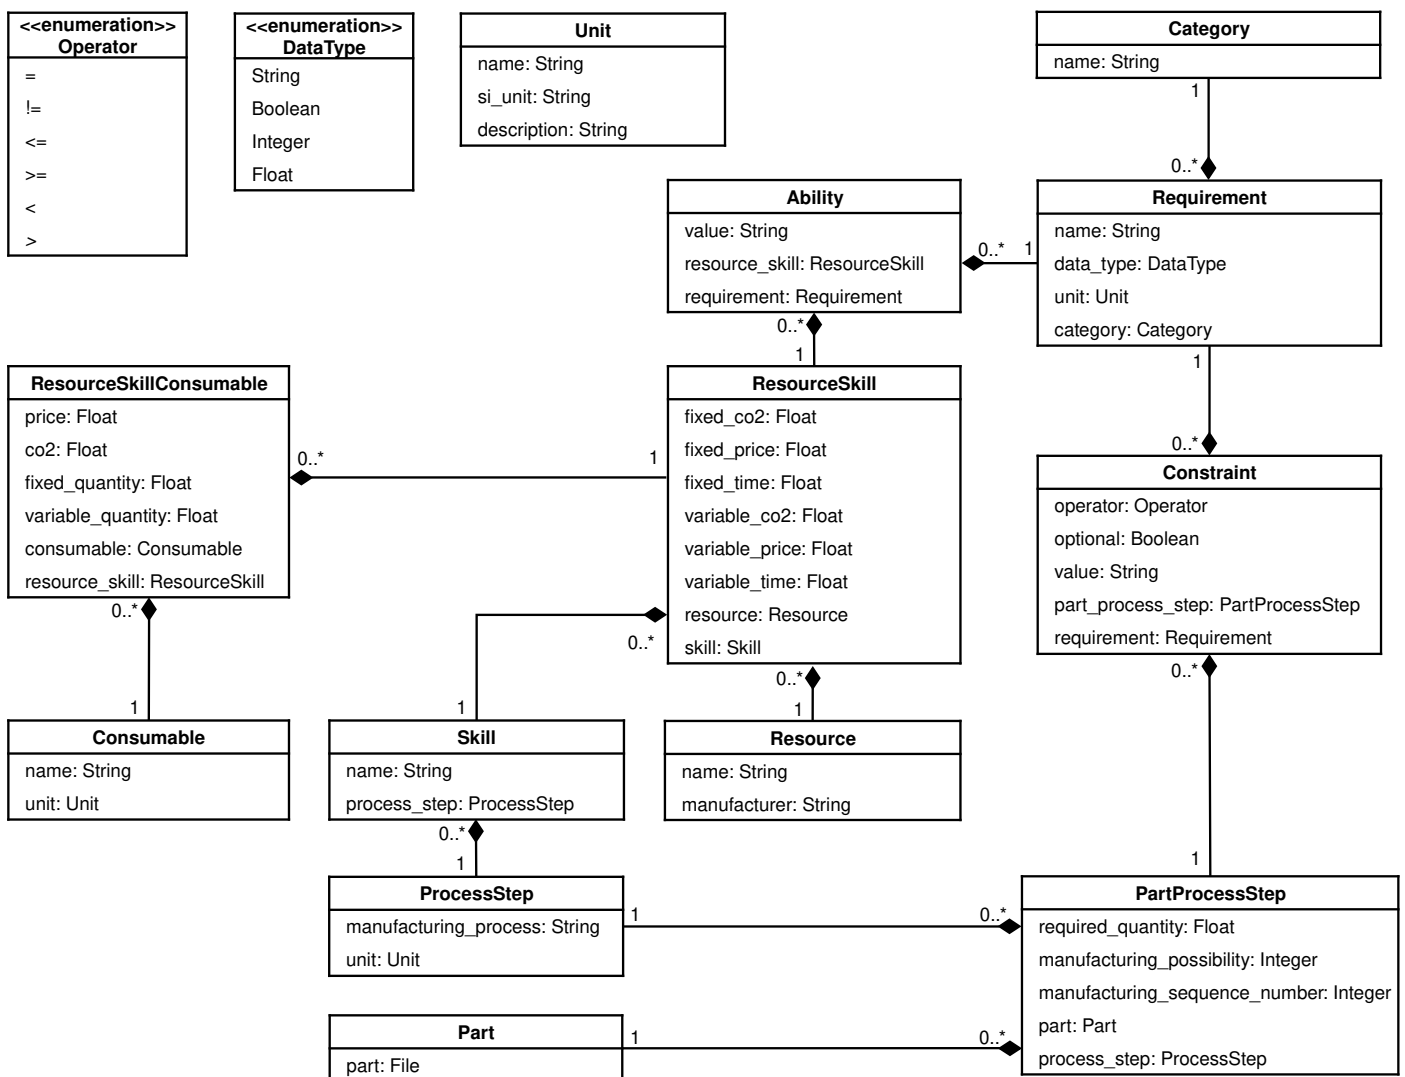 <<enumeration>>
Operator
=
!=
<=
>=
<
>
<<enumeration>>
DataType
String
Boolean
Integer
Float
Unit
name: String
si_unit: String
description: String
Category
name: String
1
0..*
Ability
value: String
resource_skill: ResourceSkill
requirement: Requirement
0..*
1
Requirement
name: String
data_type: DataType
unit: Unit
category: Category
0..*
1
1
0..*
ResourceSkillConsumable
price: Float
co2: Float
fixed_quantity: Float
variable_quantity: Float
consumable: Consumable
resource_skill: ResourceSkill
0..*
1
ResourceSkill
fixed_co2: Float
fixed_price: Float
fixed_time: Float
variable_co2: Float
variable_price: Float
variable_time: Float
resource: Resource
skill: Skill
Constraint
operator: Operator
optional: Boolean
value: String
part_process_step: PartProcessStep
requirement: Requirement
0..*
1
0..*
1
0..*
1
0..*
1
Consumable
name: String
unit: Unit
Skill
name: String
process_step: ProcessStep
Resource
name: String
manufacturer: String
0..*
1
ProcessStep
manufacturing_process: String
unit: Unit
1
0..*
PartProcessStep
required_quantity: Float
manufacturing_possibility: Integer
manufacturing_sequence_number: Integer
part: Part
process_step: ProcessStep
Part
part: File
1
0..*